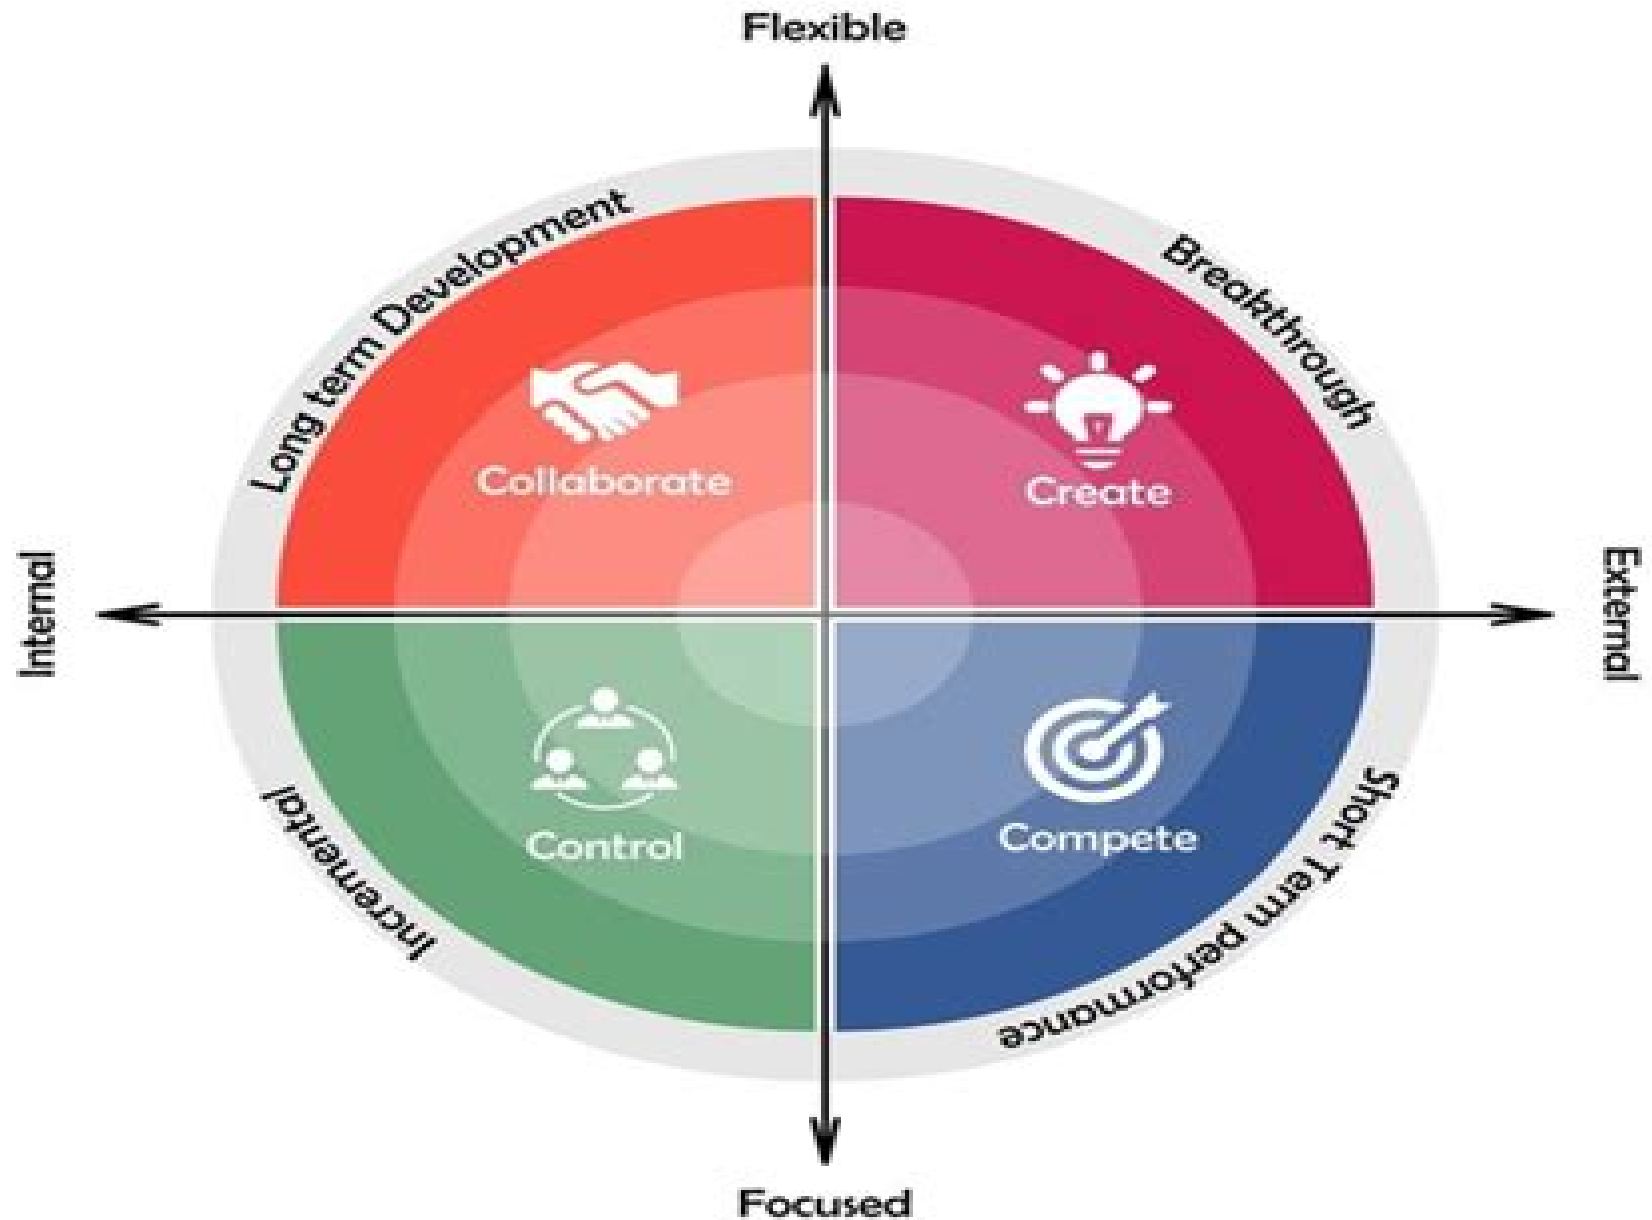 Flexible
Long term Development
Breakthrough
Collaborate
Create
Internal
External
Control
Compete
Incremental
Short Term performance
Focused